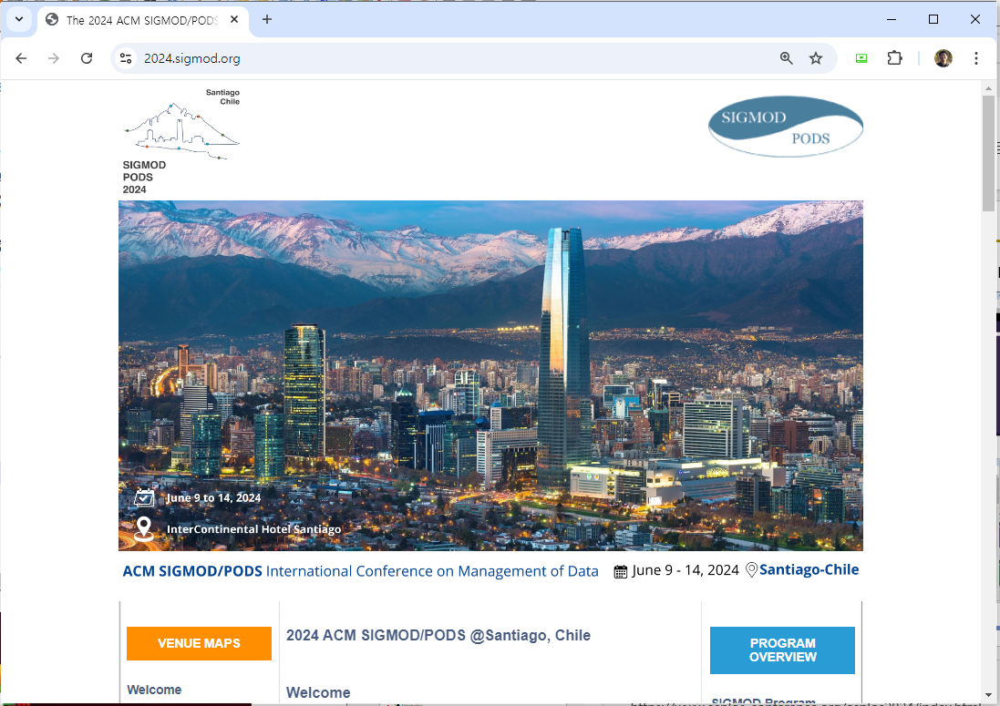 The 2024 ACM SIGMOD/PODS
2024.sigmod.org
Santiago
Chile
SIGMOD
PODS
2024
SIGMOD
PODS
June 9 to 14, 2024
InterContinental Hotel Santiago
ACM SIGMOD/PODS International Conference on Management of Data June 9 - 14, 2024 Santiago-Chile
VENUE MAPS
2024 ACM SIGMOD/PODS @Santiago, Chile
PROGRAM
OVERVIEW
Welcome
Welcome
SIGMOD Program